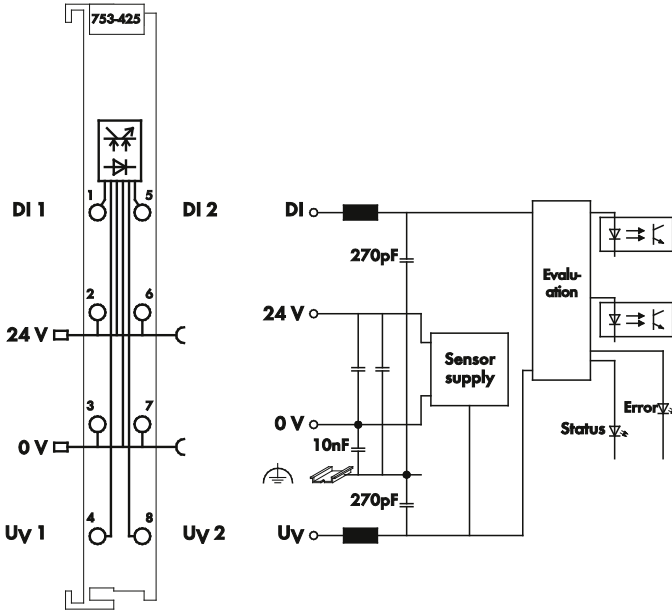 753-425
1 5
DI 1 DI 2
2 6
24 V
3 7
0 V
4 8
UV 1 UV 2
DI
270pF
Evalu-
ation
24 V
Sensor
supply
0 V
10nF
Error
Status
270pF
UV